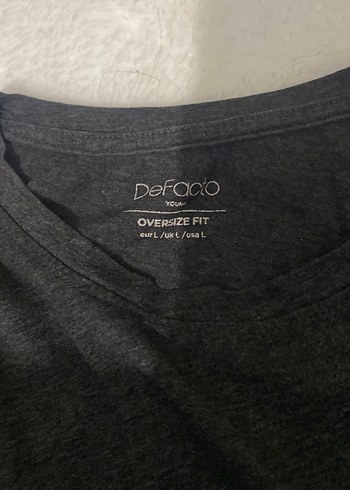 DeFacto
YOUNG
OVERSIZE FIT
eur L /uk L /usa L